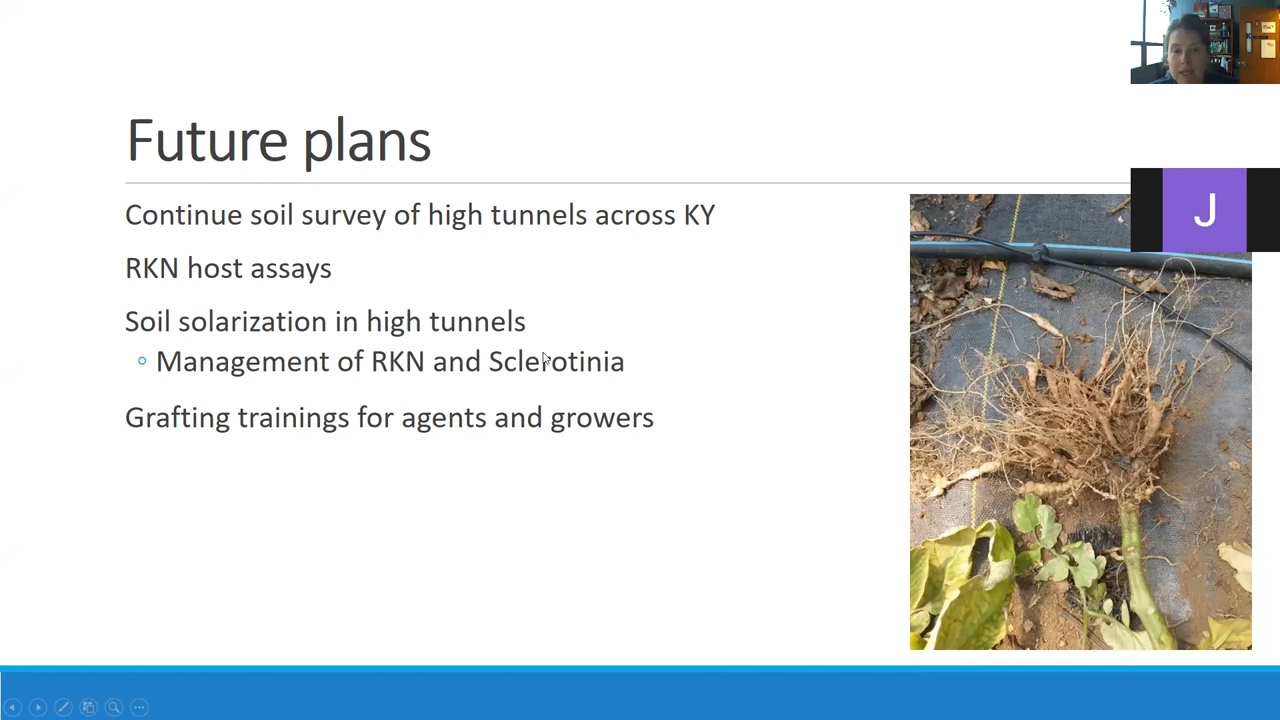 Future plans
Continue soil survey of high tunnels across KY
RKN host assays
Soil solarization in high tunnels
Management of RKN and Sclerotinia
Grafting trainings for agents and growers
J